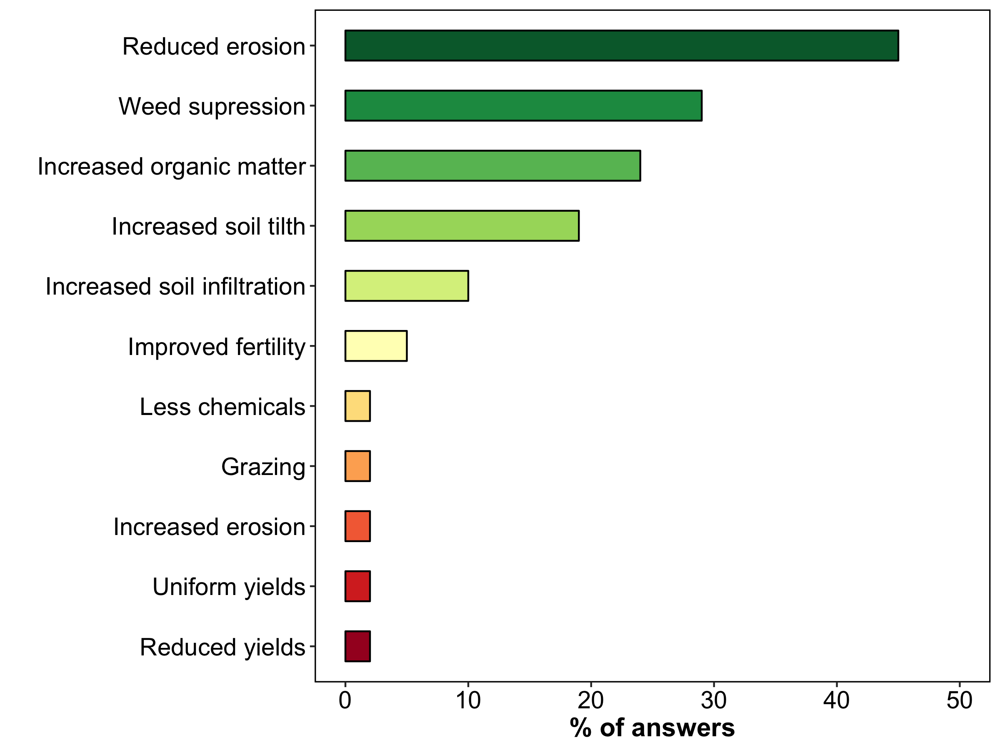 Reduced erosion
Weed supression
Increased organic matter
Increased soil tilth
Increased soil infiltration
Improved fertility
Less chemicals
Grazing
Increased erosion
Uniform yields
Reduced yields
0 10 20 30 40 50
% of answers